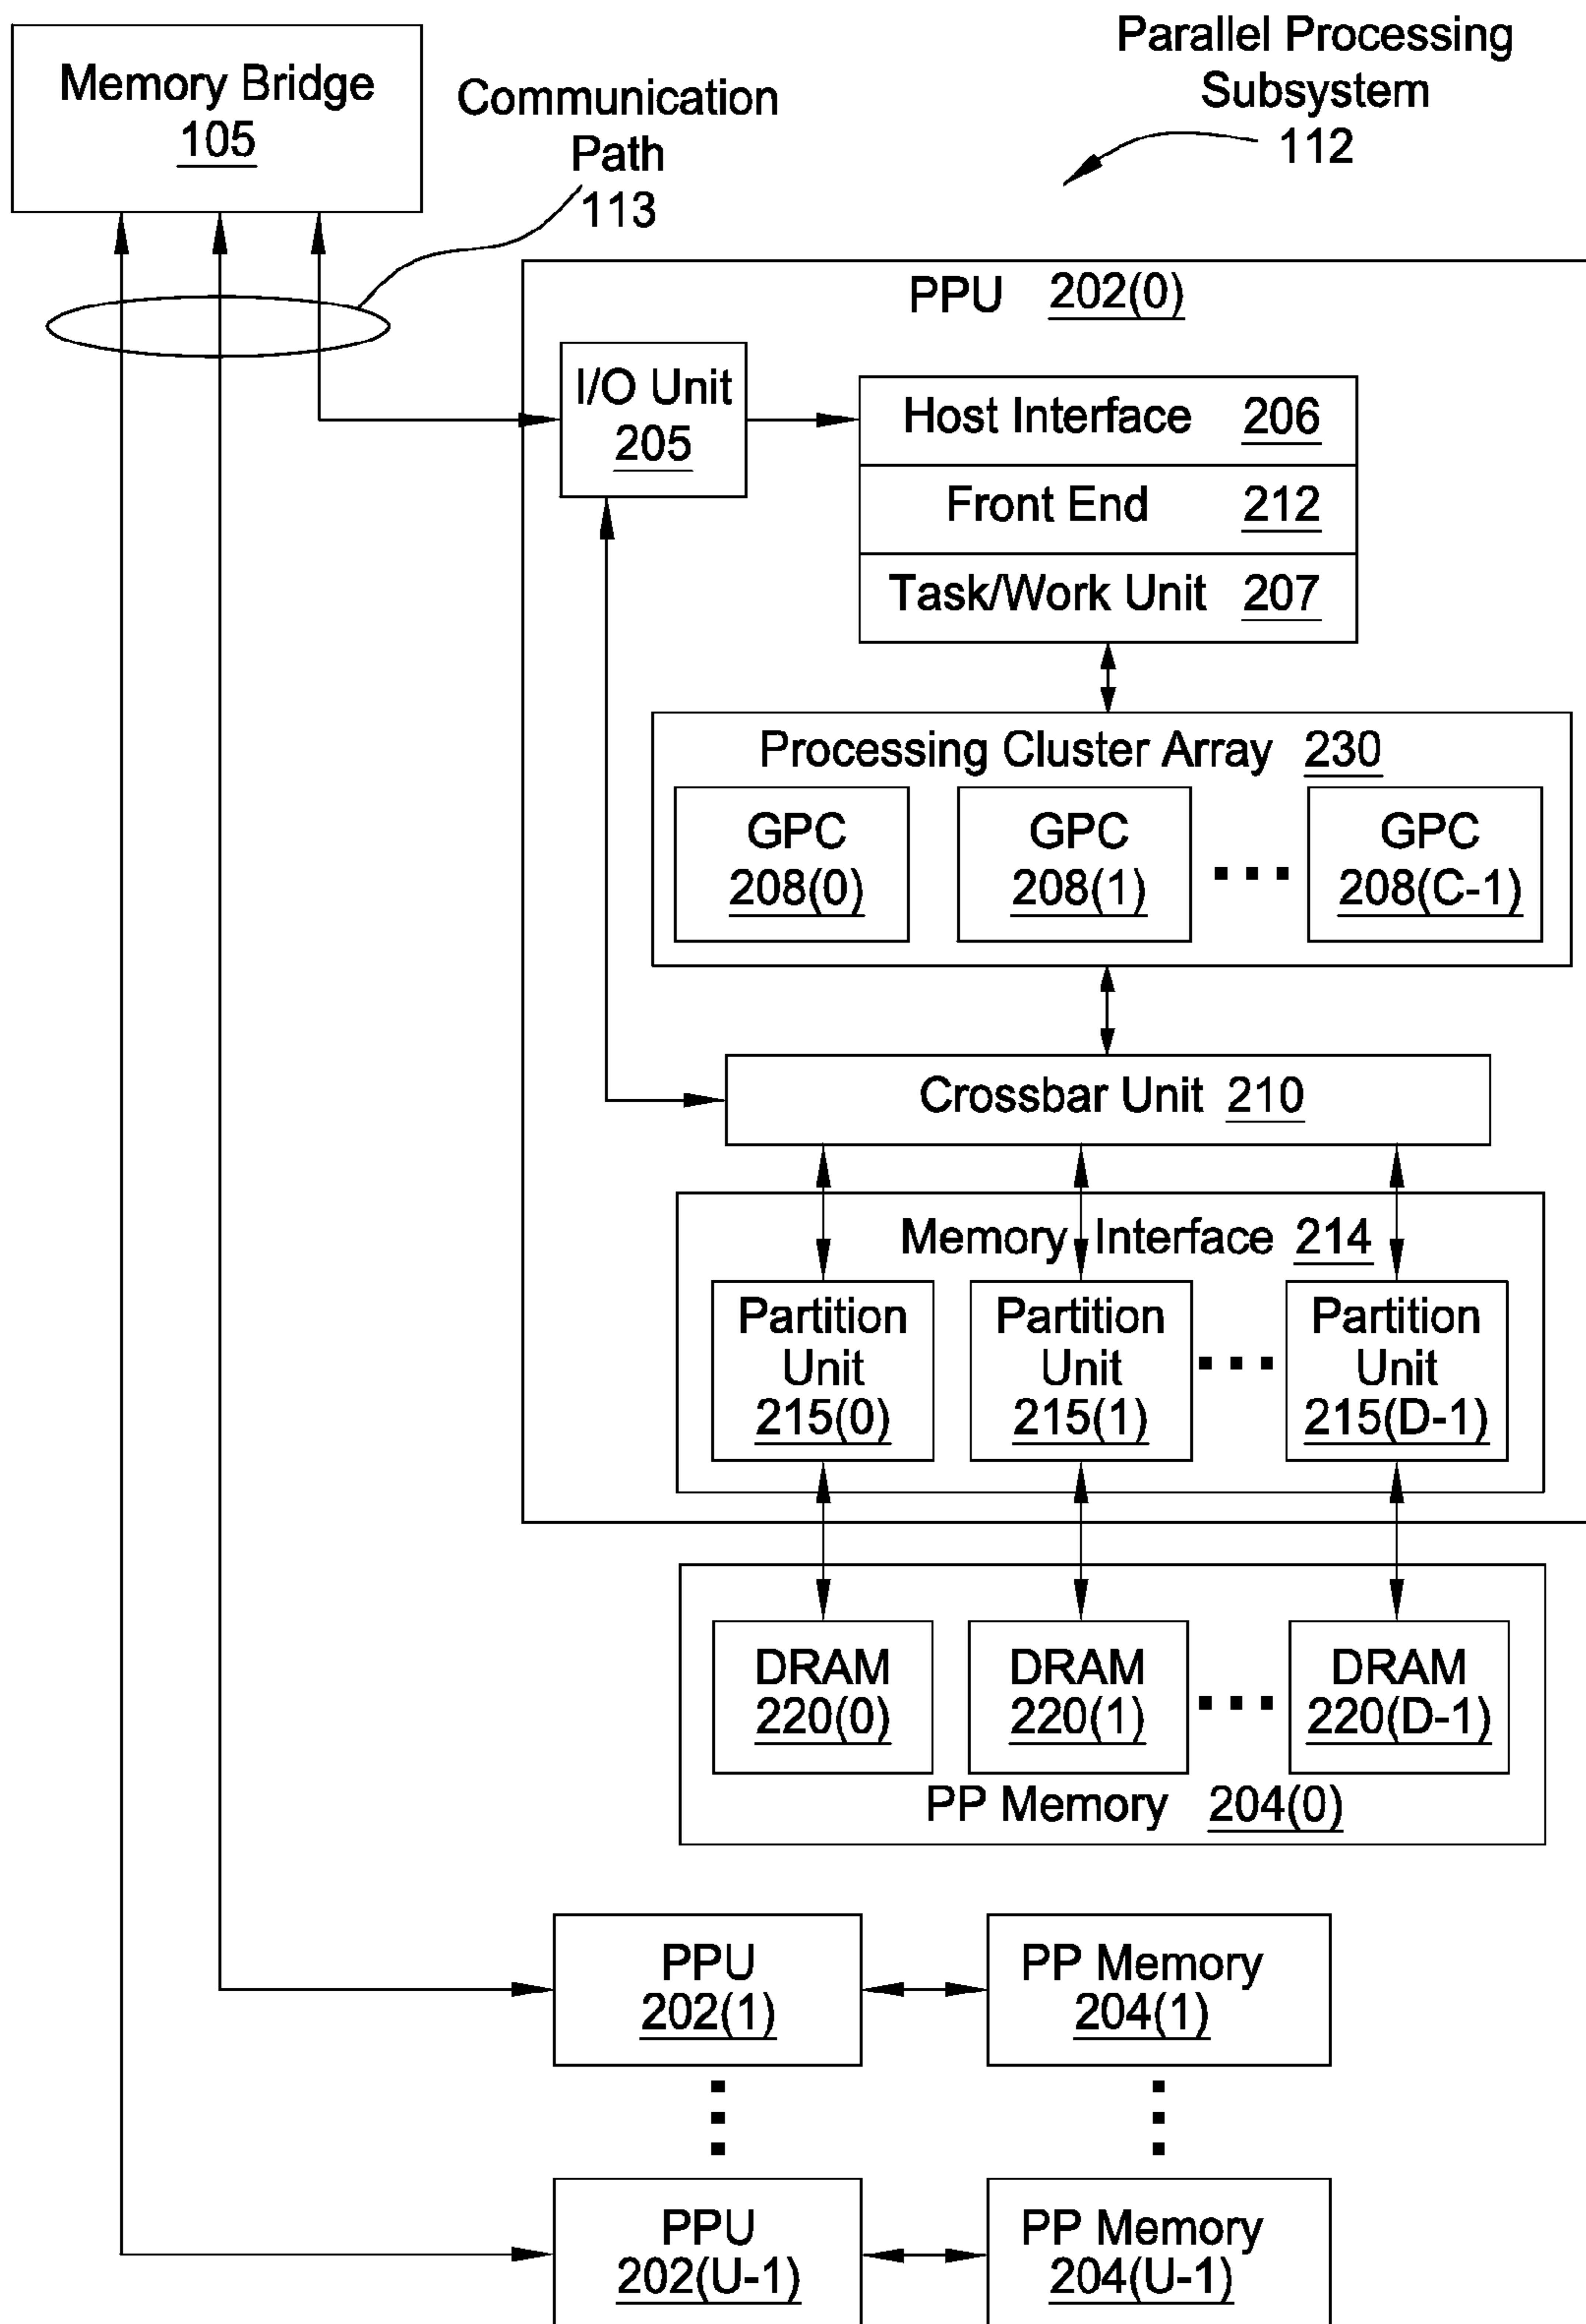 Parallel Processing
Subsystem
112
Memory Bridge
105
Communication
Path
113
PPU 202(0)
I/O Unit
205
Host Interface 206
Front End 212
Task/Work Unit 207
Processing Cluster Array 230
GPC
208(0)
GPC
208(1)
GPC
208(C-1)
Crossbar Unit 210
Memory Interface 214
Partition
Unit
215(0)
Partition
Unit
215(1)
Partition
Unit
215(D-1)
DRAM
220(0)
DRAM
220(1)
DRAM
220(D-1)
PP Memory 204(0)
PPU
202(1)
PP Memory
204(1)
PPU
202(U-1)
PP Memory
204(U-1)